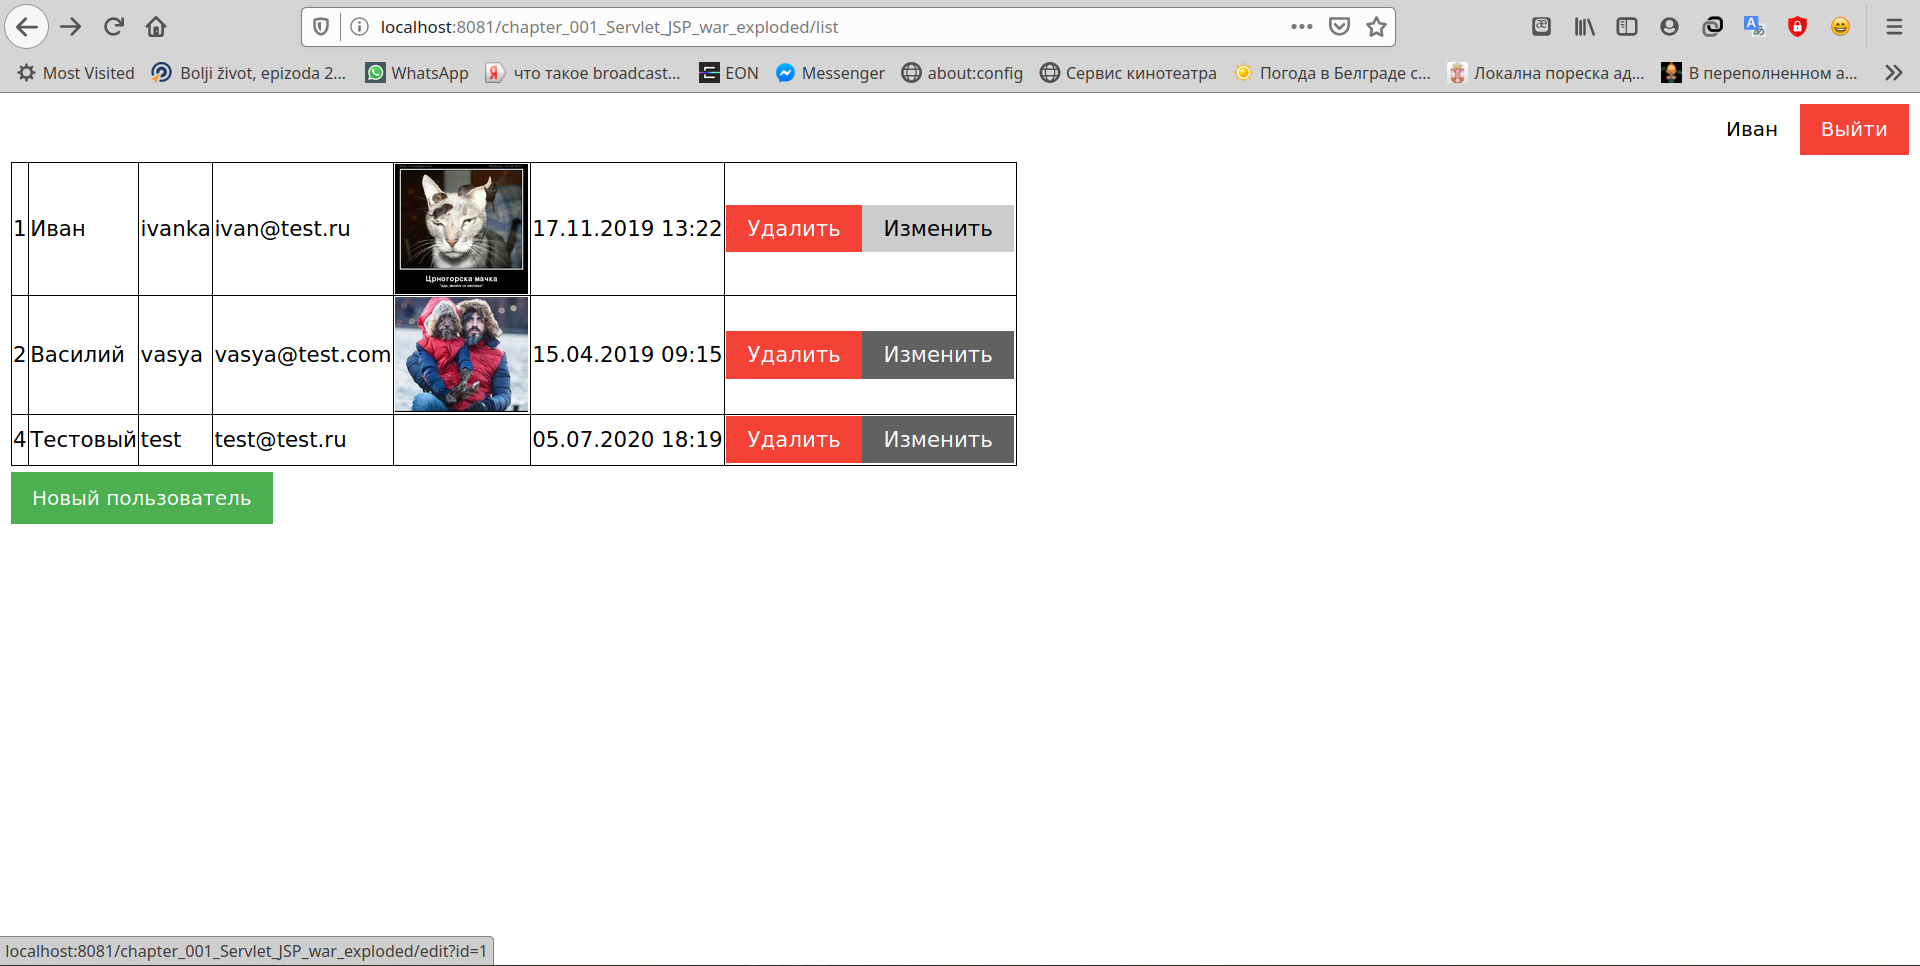 localhost:8081/chapter_001_Servlet_JSP_war_exploded/list
Most Visited Bolji život, epizoda 2... WhatsApp что такое broadcast... EON Messenger about:config Сервис кинотеатра Погода в Белграде с... Локална пореска ад... В переполненном а...
Иван Выйти
1 Иван ivanka ivan@test.ru 17.11.2019 13:22 Удалить Изменить
Црногорска мачка
2 Василий vasya vasya@test.com 15.04.2019 09:15 Удалить Изменить
4 Тестовый test test@test.ru 05.07.2020 18:19 Удалить Изменить
Новый пользователь
localhost:8081/chapter_001_Servlet_JSP_war_exploded/edit?id=1